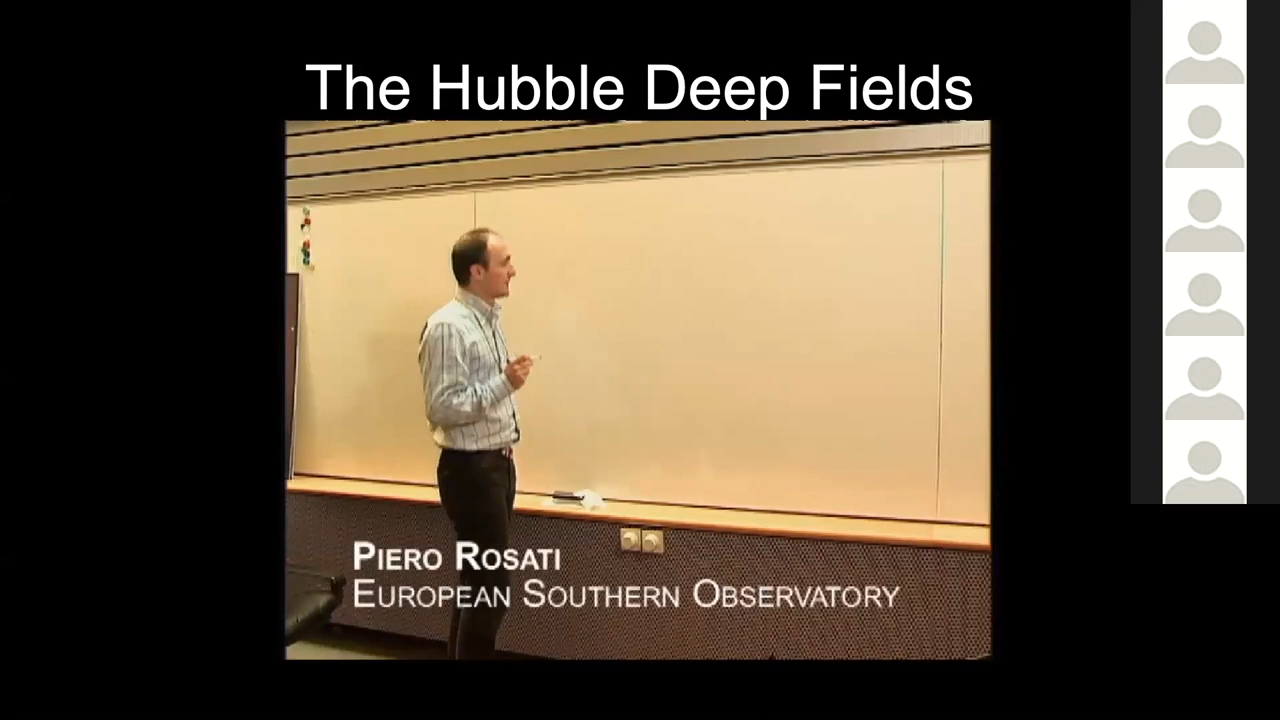 The Hubble Deep Fields
PIERO ROSATI
EUROPEAN SOUTHERN OBSERVATORY